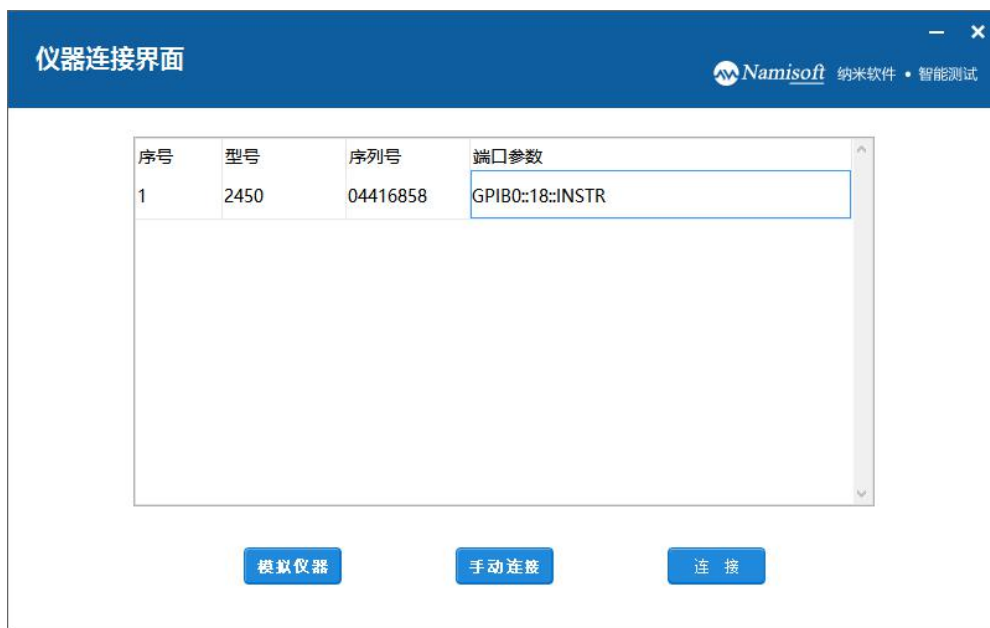 仪器连接界面
Namisoft 纳米软件 • 智能测试
序号 型号 序列号 端口参数
1 2450 04416858 GPIB0::18::INSTR
模拟仪器 手动连接 连 接